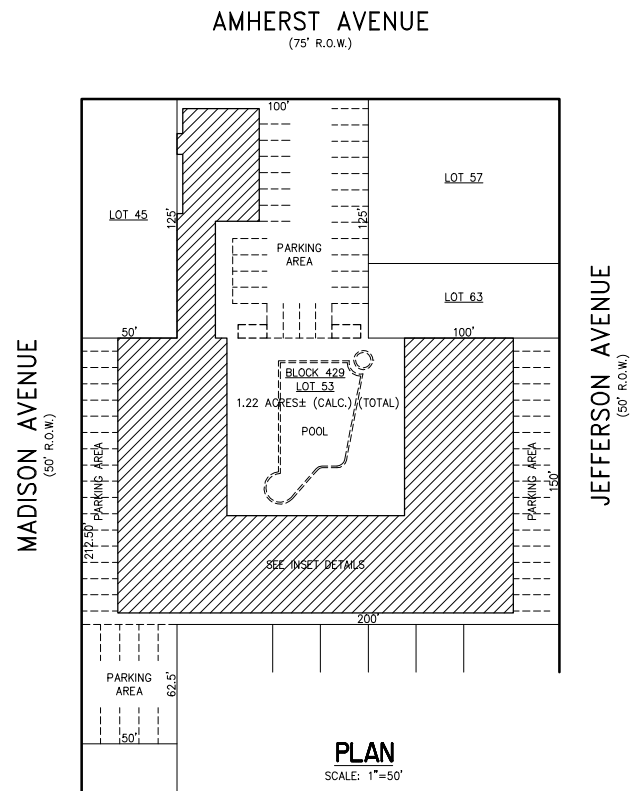 AMHERST AVENUE
(75' R.O.W.)
100'
LOT 57
LOT 45
125'
125'
PARKING
AREA
LOT 63
50'
100'
MADISON AVENUE
(50' R.O.W.)
JEFFERSON AVENUE
(50' R.O.W.)
BLOCK 429
LOT 53
1.22 ACRES± (CALC.) (TOTAL)
POOL
PARKING AREA
PARKING AREA
150'
212.50'
SEE INSET DETAILS
200'
PARKING
AREA
62.5'
50'
PLAN
SCALE: 1"=50'